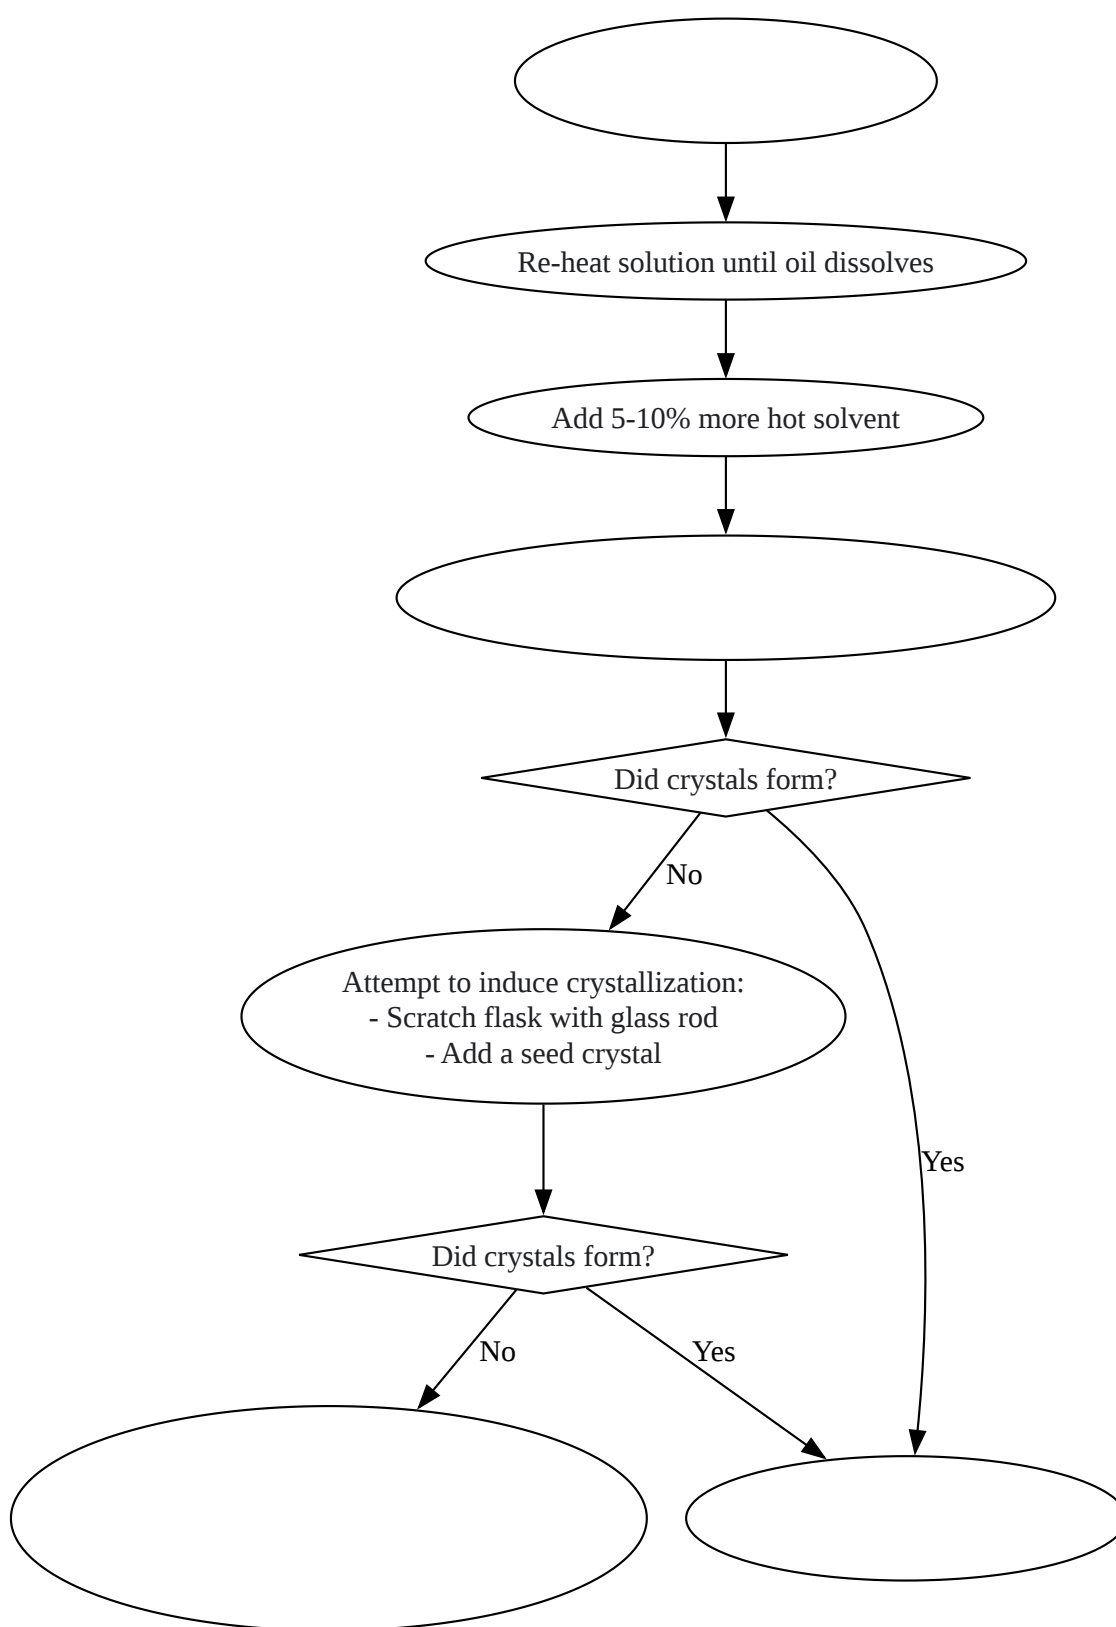 Re-heat solution until oil dissolves
Add 5-10% more hot solvent
Did crystals form?
No
Attempt to induce crystallization:
- Scratch flask with glass rod
- Add a seed crystal
Yes
Did crystals form?
No
Yes